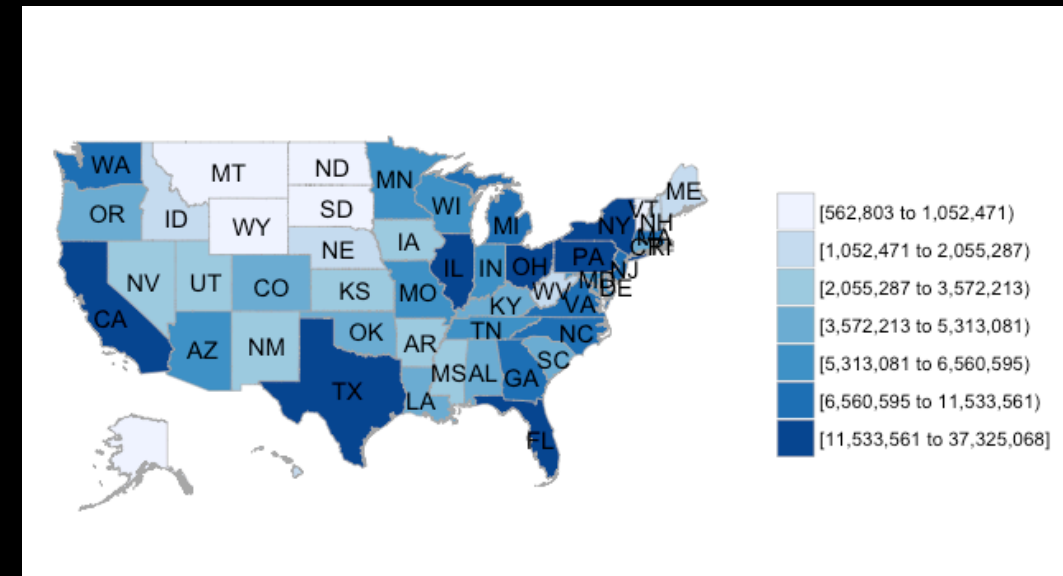 WA
MT
ND
MN
OR
ID
WY
SD
WI
MI
ME
VT
NH
NY
MA
CT
RI
NV
UT
CO
NE
IA
IL
IN
OH
PA
NJ
MD
DE
WV
VA
CA
KS
MO
KY
AZ
NM
OK
AR
TN
NC
SC
TX
LA
MS
AL
GA
FL
[562,803 to 1,052,471)
[1,052,471 to 2,055,287)
[2,055,287 to 3,572,213)
[3,572,213 to 5,313,081)
[5,313,081 to 6,560,595)
[6,560,595 to 11,533,561)
[11,533,561 to 37,325,068]